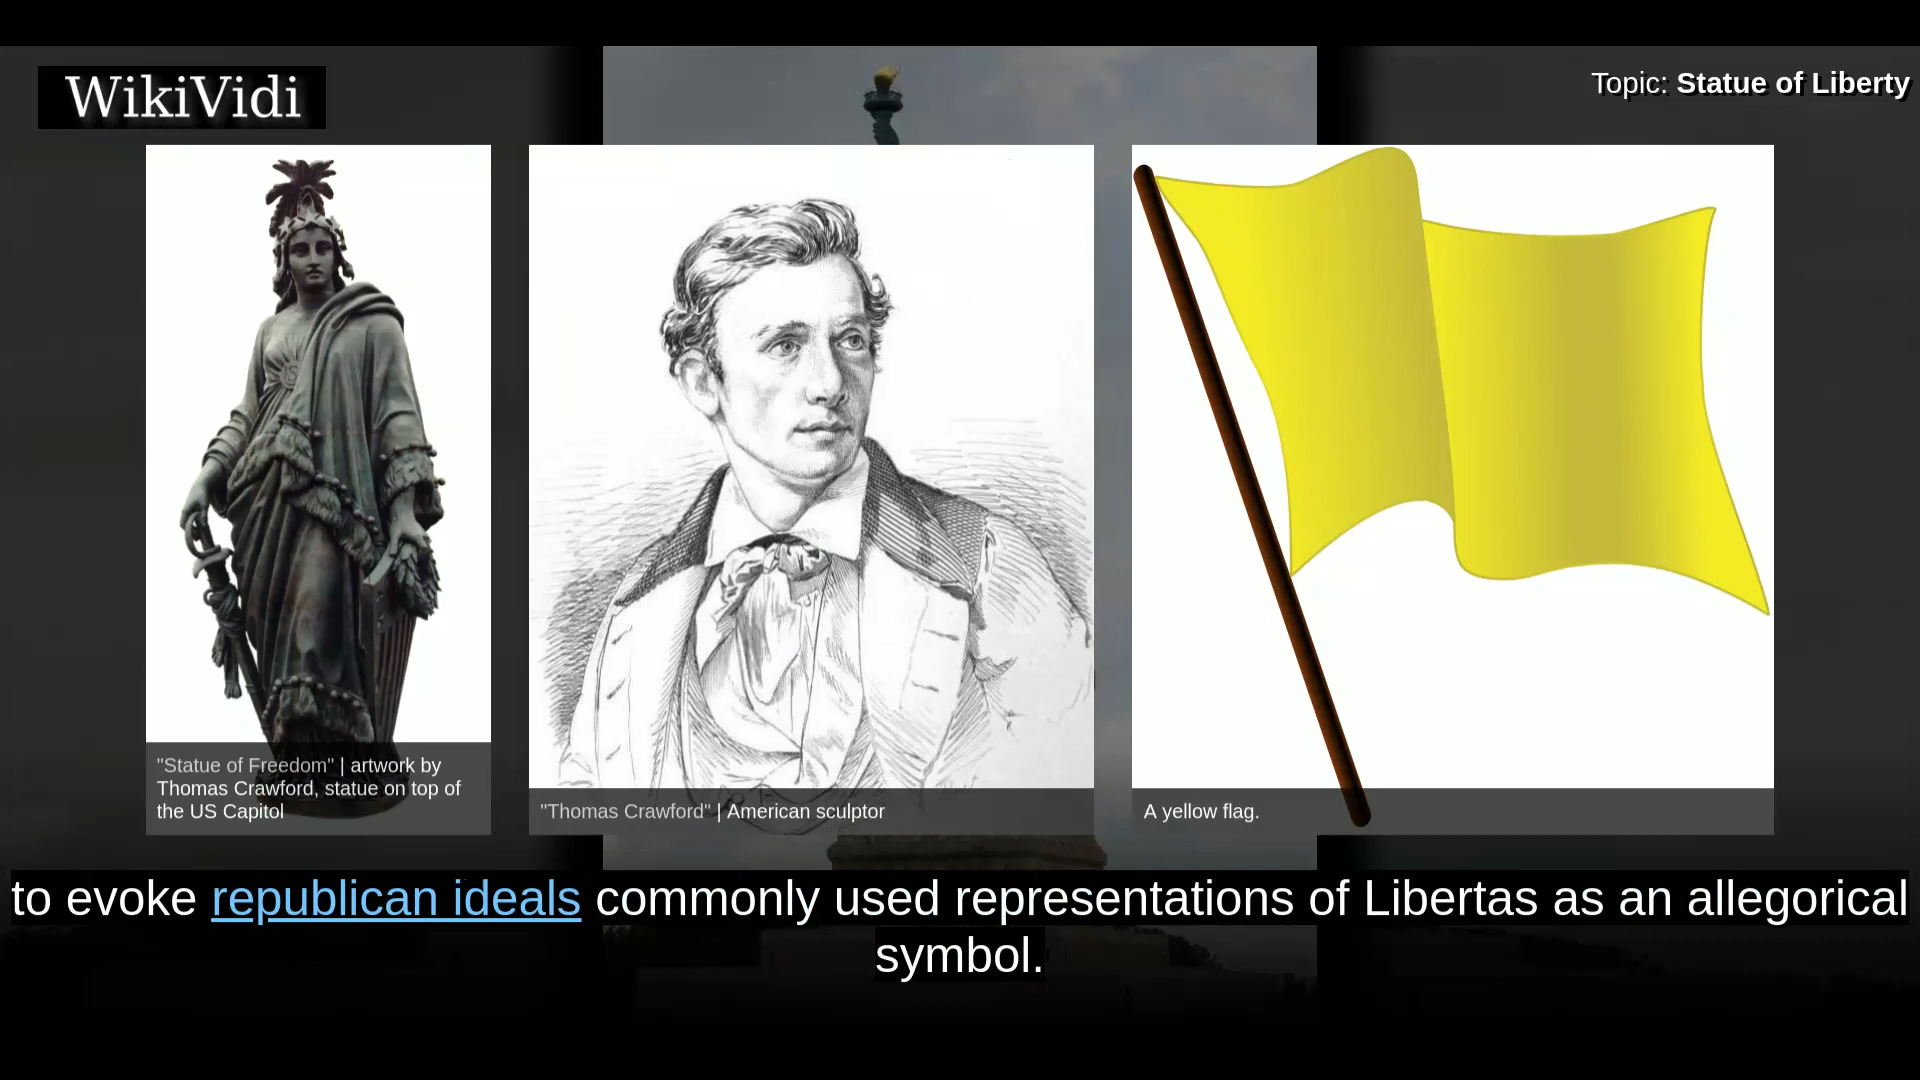 WikiVidi
Topic: Statue of Liberty
"Statue of Freedom" | artwork by
Thomas Crawford, statue on top of
the US Capitol
"Thomas Crawford" | American sculptor
A yellow flag.
to evoke republican ideals commonly used representations of Libertas as an allegorical
symbol.